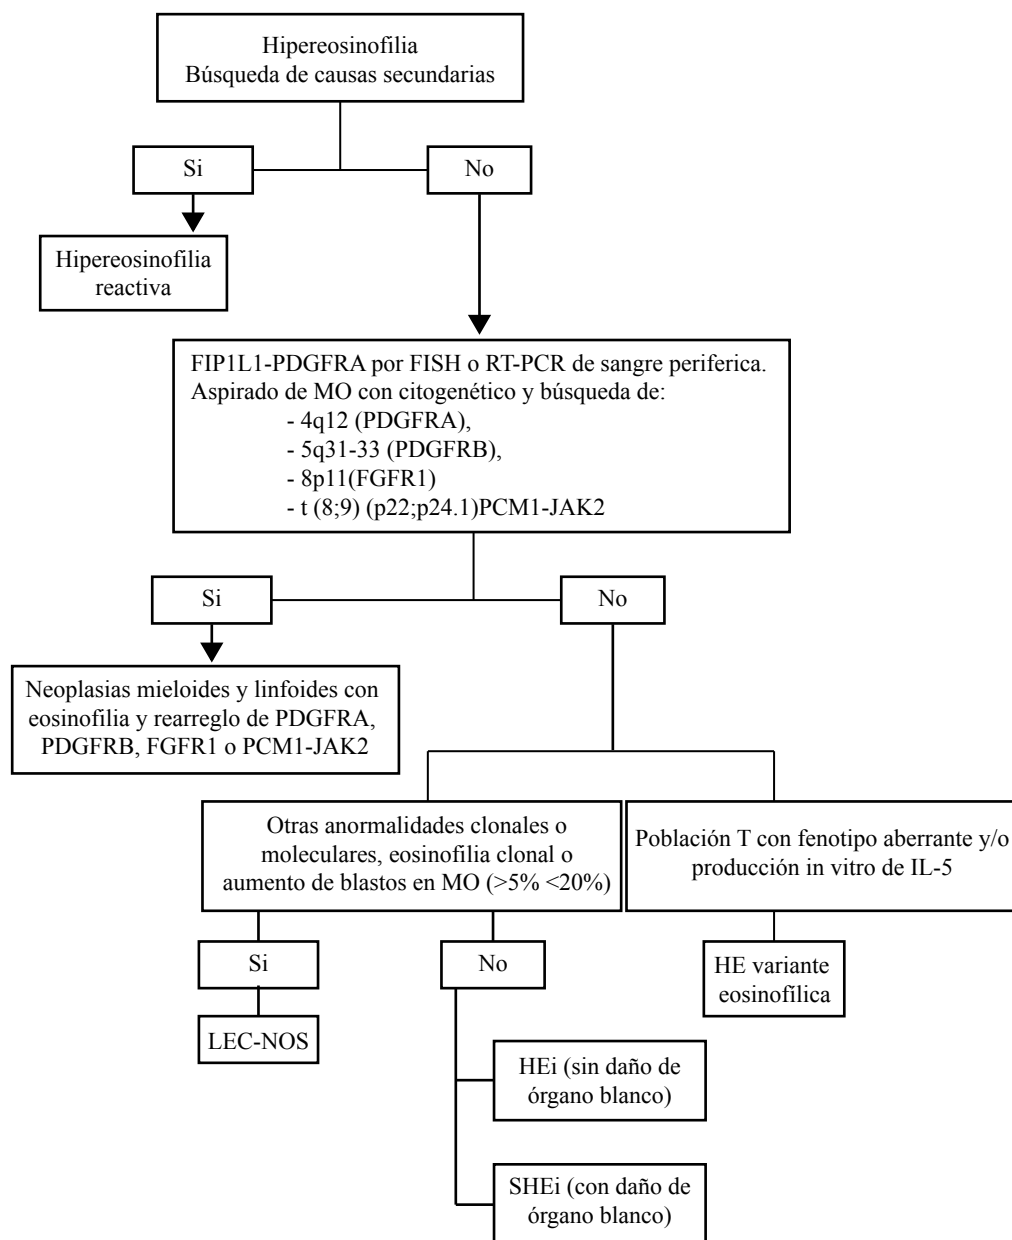 Hipereosinofilia
Búsqueda de causas secundarias
Si
No
Hipereosinofilia
reactiva
FIP1L1-PDGFRA por FISH o RT-PCR de sangre periferica.
Aspirado de MO con citogenético y búsqueda de:
- 4q12 (PDGFRA),
- 5q31-33 (PDGFRB),
- 8p11(FGFR1)
- t (8;9) (p22;p24.1)PCM1-JAK2
Si
No
Neoplasias mieloides y linfoides con
eosinofilia y rearreglo de PDGFRA,
PDGFRB, FGFR1 o PCM1-JAK2
Otras anormalidades clonales o
moleculares, eosinofilia clonal o
aumento de blastos en MO (>5% <20%)
Población T con fenotipo aberrante y/o
producción in vitro de IL-5
Si
No
HE variante
eosinofílica
LEC-NOS
HEi (sin daño de
órgano blanco)
SHEi (con daño de
órgano blanco)